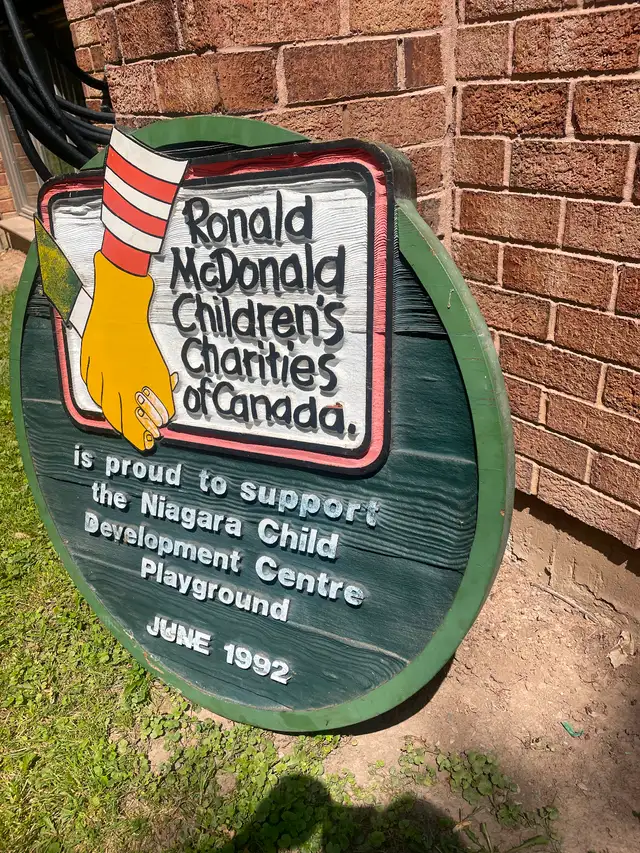 Ronald
McDonald
Children's
Charities
of Canada.
is proud to support
the Niagara Child
Development Centre
Playground
JUNE 1992